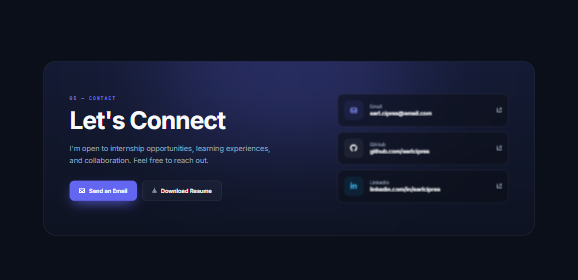 05 — CONTACT
Let's Connect
I'm open to internship opportunities, learning experiences,
and collaboration. Feel free to reach out.
Send an Email
Download Resume
Email
GitHub
LinkedIn